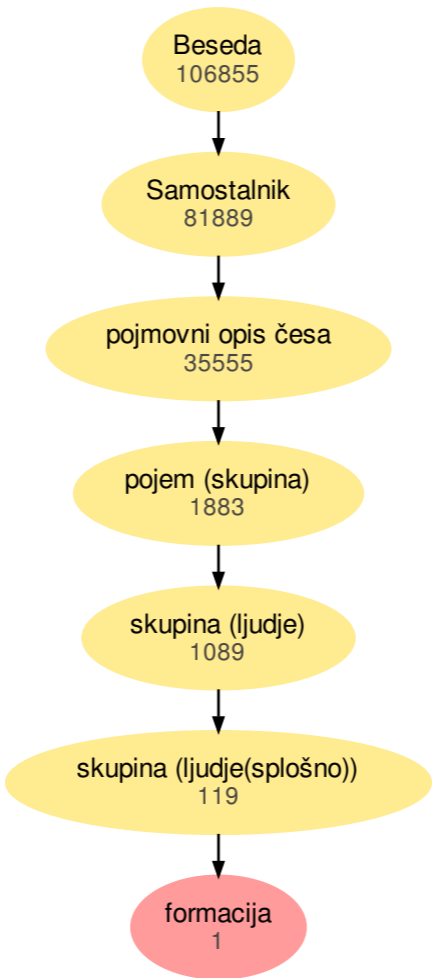 Beseda
106855
Samostalnik
81889
pojmovni opis česa
35555
pojem (skupina)
1883
skupina (ljudje)
1089
skupina (ljudje(splošno))
119
formacija
1